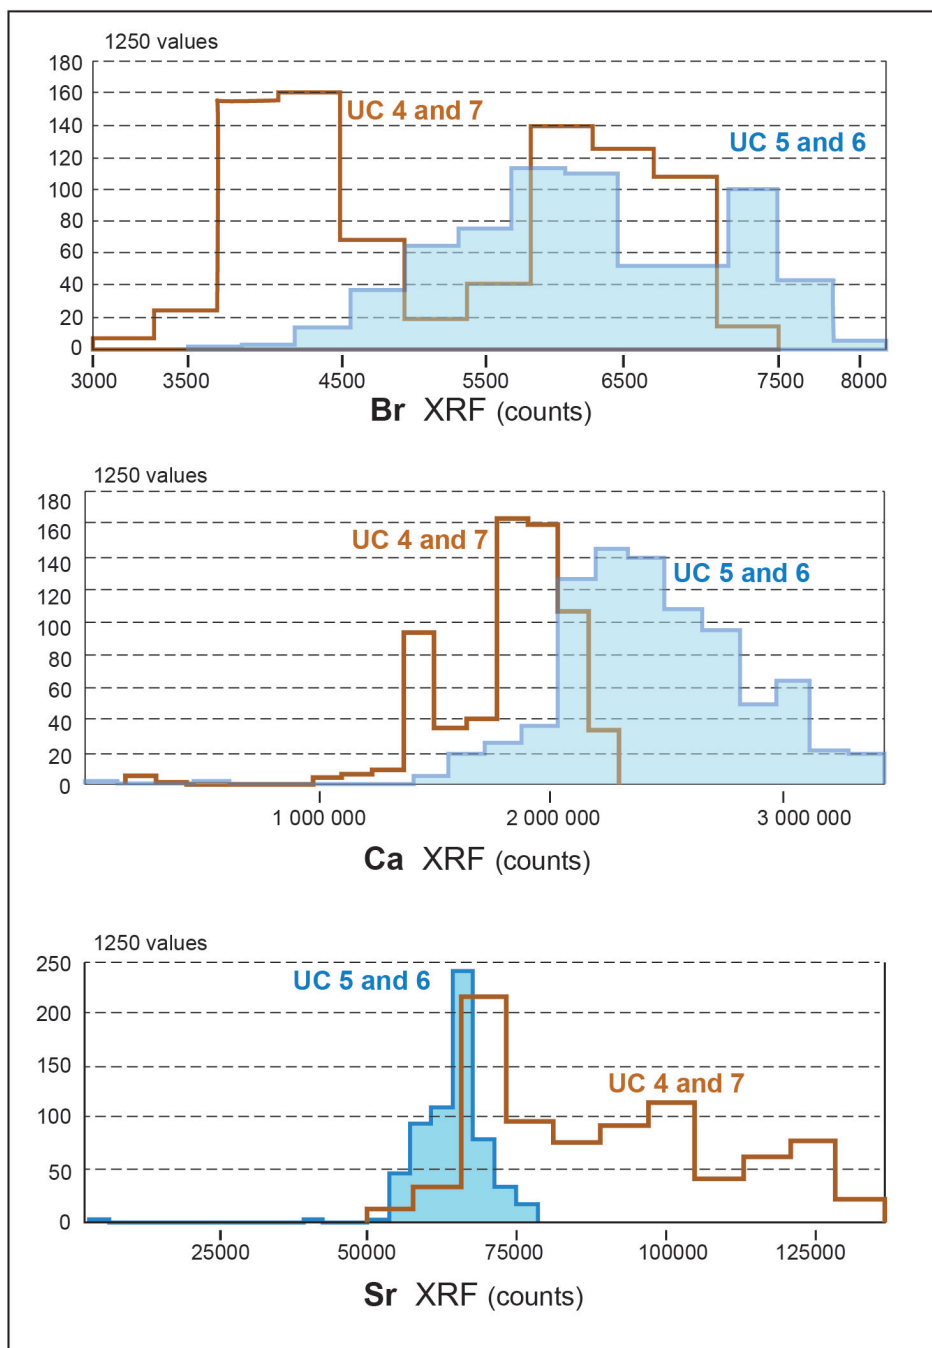 1250 values
180
160
140
120
100
80
60
40
20
0
UC 4 and 7
UC 5 and 6
3000 3500 4500 5500 6500 7500 8000
Br XRF (counts)
1250 values
180
160
140
120
100
80
60
40
20
0
UC 4 and 7
UC 5 and 6
1 000 000 2 000 000 3 000 000
Ca XRF (counts)
1250 values
250
200
150
100
50
0
UC 5 and 6
UC 4 and 7
25000 50000 75000 100000 125000
Sr XRF (counts)